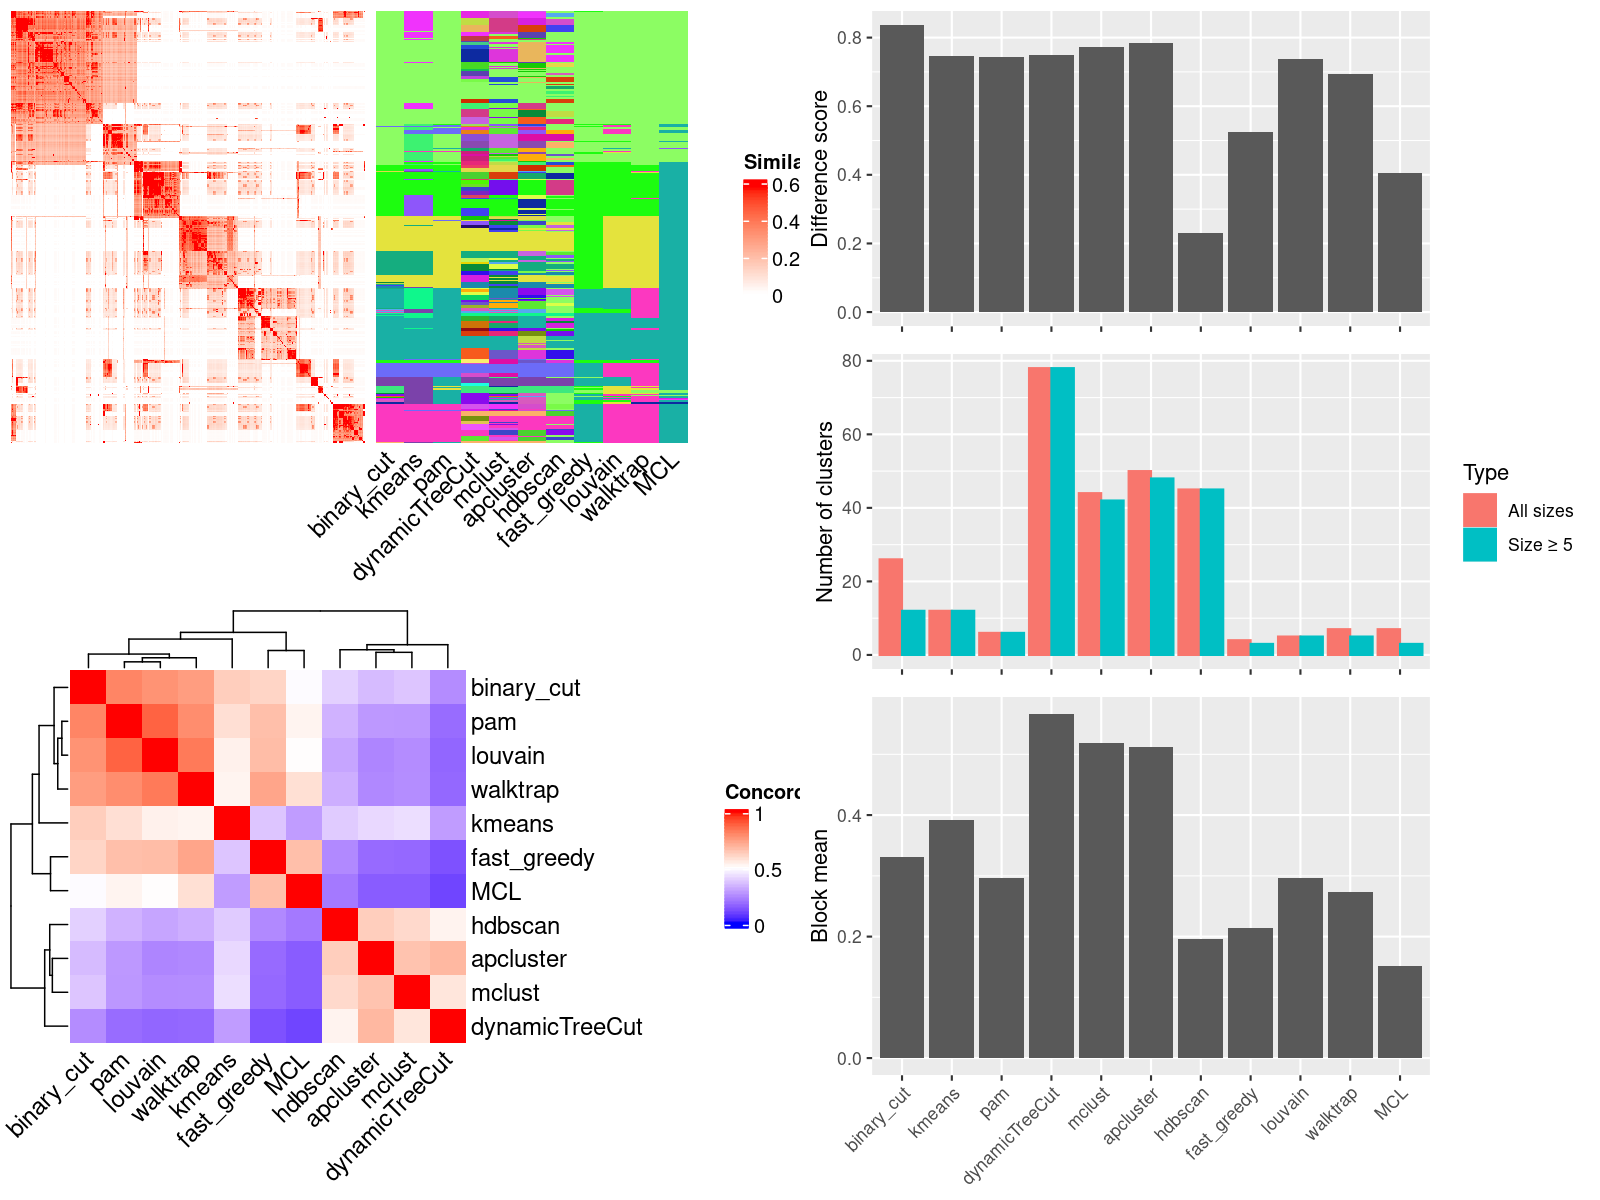 Simila
0.6
0.4
0.2
0
binary_cut
kmeans
pam
dynamicTreeCut
mclust
apcluster
hdbscan
fast_greedy
louvain
walktrap
MCL
binary_cut
pam
louvain
walktrap
kmeans
fast_greedy
MCL
hdbscan
apcluster
mclust
dynamicTreeCut
binary_cut
pam
louvain
walktrap
kmeans
fast_greedy
MCL
hdbscan
apcluster
mclust
dynamicTreeCut
Concord
1
0.5
0
Difference score
0.8
0.6
0.4
0.2
0.0
Number of clusters
80
60
40
20
0
Type
All sizes
Size ≥ 5
Block mean
0.4
0.2
0.0
binary_cut
kmeans
pam
dynamicTreeCut
mclust
apcluster
hdbscan
fast_greedy
louvain
walktrap
MCL